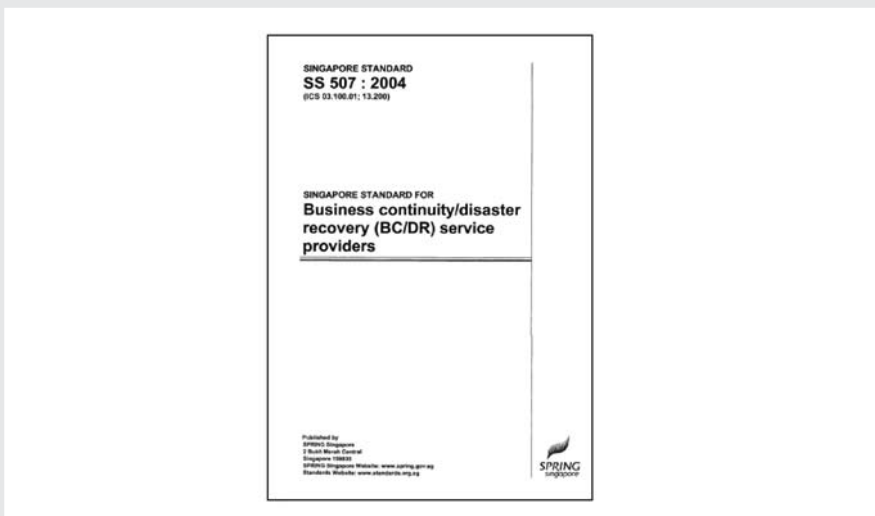 SINGAPORE STANDARD
SS 507 : 2004
(ICS 03.100.01; 13.200)
SINGAPORE STANDARD FOR
Business continuity/disaster
recovery (BC/DR) service
providers
Published by
SPRING Singapore
2 Bukit Merah Central
Singapore 159835
SPRING Singapore Website: www.spring.gov.sg
Standards Website: www.standards.org.sg
SPRING
singapore